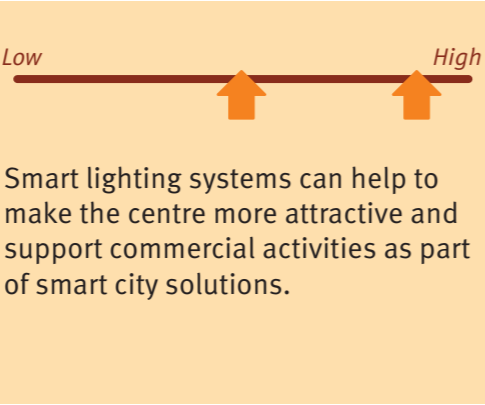 Low High
Smart lighting systems can help to
make the centre more attractive and
support commercial activities as part
of smart city solutions.